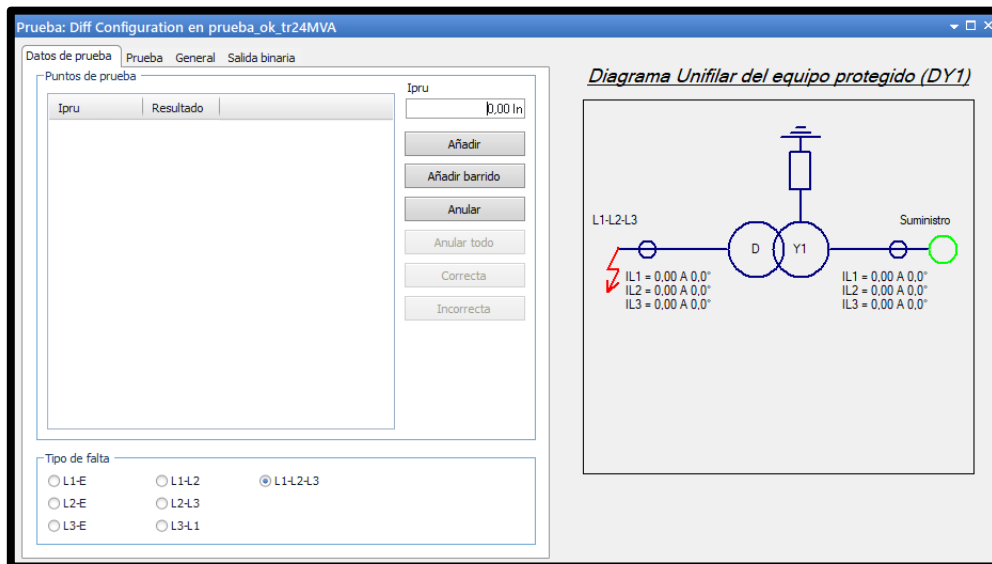 Prueba: Diff Configuration en prueba_ok_tr24MVA
Datos de prueba Prueba General Salida binaria
Puntos de prueba
Ipru Resultado
Ipru
0,00 In
Añadir
Añadir barrido
Anular
Anular todo
Correcta
Incorrecta
Tipo de falta
L1-E L1-L2 L1-L2-L3
L2-E L2-L3
L3-E L3-L1
Diagrama Unifilar del equipo protegido (DY1)
L1-L2-L3 Suministro
D Y1
IL1 = 0,00 A 0,0° IL1 = 0,00 A 0,0°
IL2 = 0,00 A 0,0° IL2 = 0,00 A 0,0°
IL3 = 0,00 A 0,0° IL3 = 0,00 A 0,0°